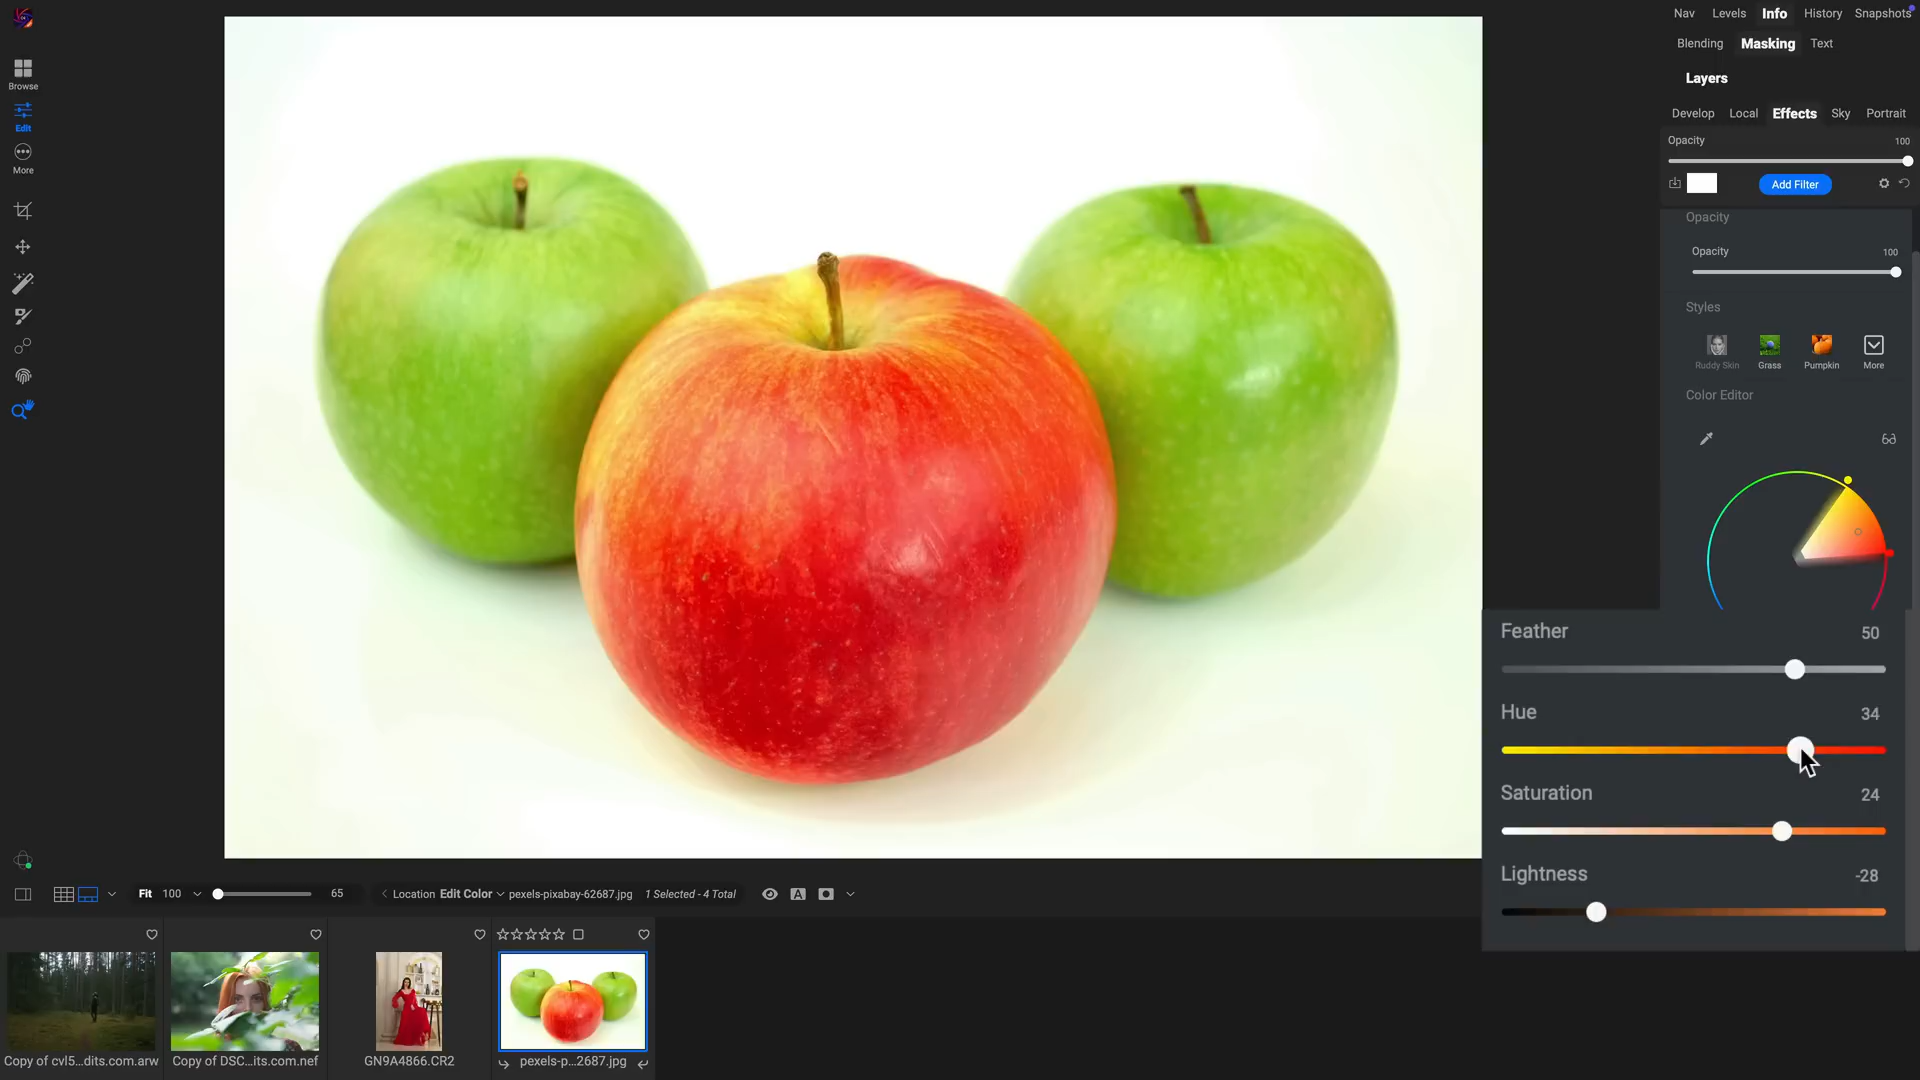 Nav Levels Info History Snapshots
Blending Masking Text
Layers
Develop Local Effects Sky Portrait
Opacity 100
Add Filter
Opacity
Opacity 100
Styles
Ruddy Skin Grass Pumpkin More
Color Editor
Feather 50
Hue 34
Saturation 24
Lightness -28
Browse
Edit
More
Fit 100 65 Location Edit Color pexels-pixabay-62687.jpg 1 Selected - 4 Total A
Copy of cvl5...dits.com.arw Copy of DSC...its.com.nef GN9A4866.CR2 pexels-p...2687.jpg